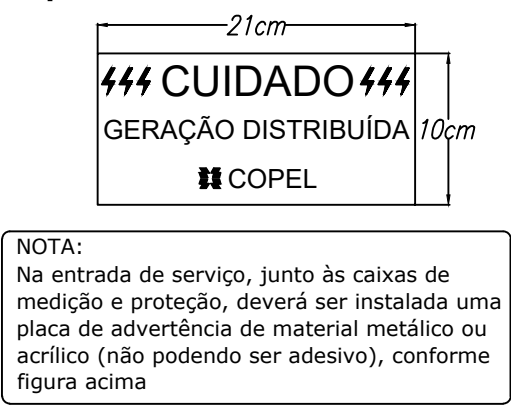 21cm
CUIDADO
GERAÇÃO DISTRIBUÍDA
10cm
COPEL
NOTA:
Na entrada de serviço, junto às caixas de
medição e proteção, deverá ser instalada uma
placa de advertência de material metálico ou
acrílico (não podendo ser adesivo), conforme
figura acima